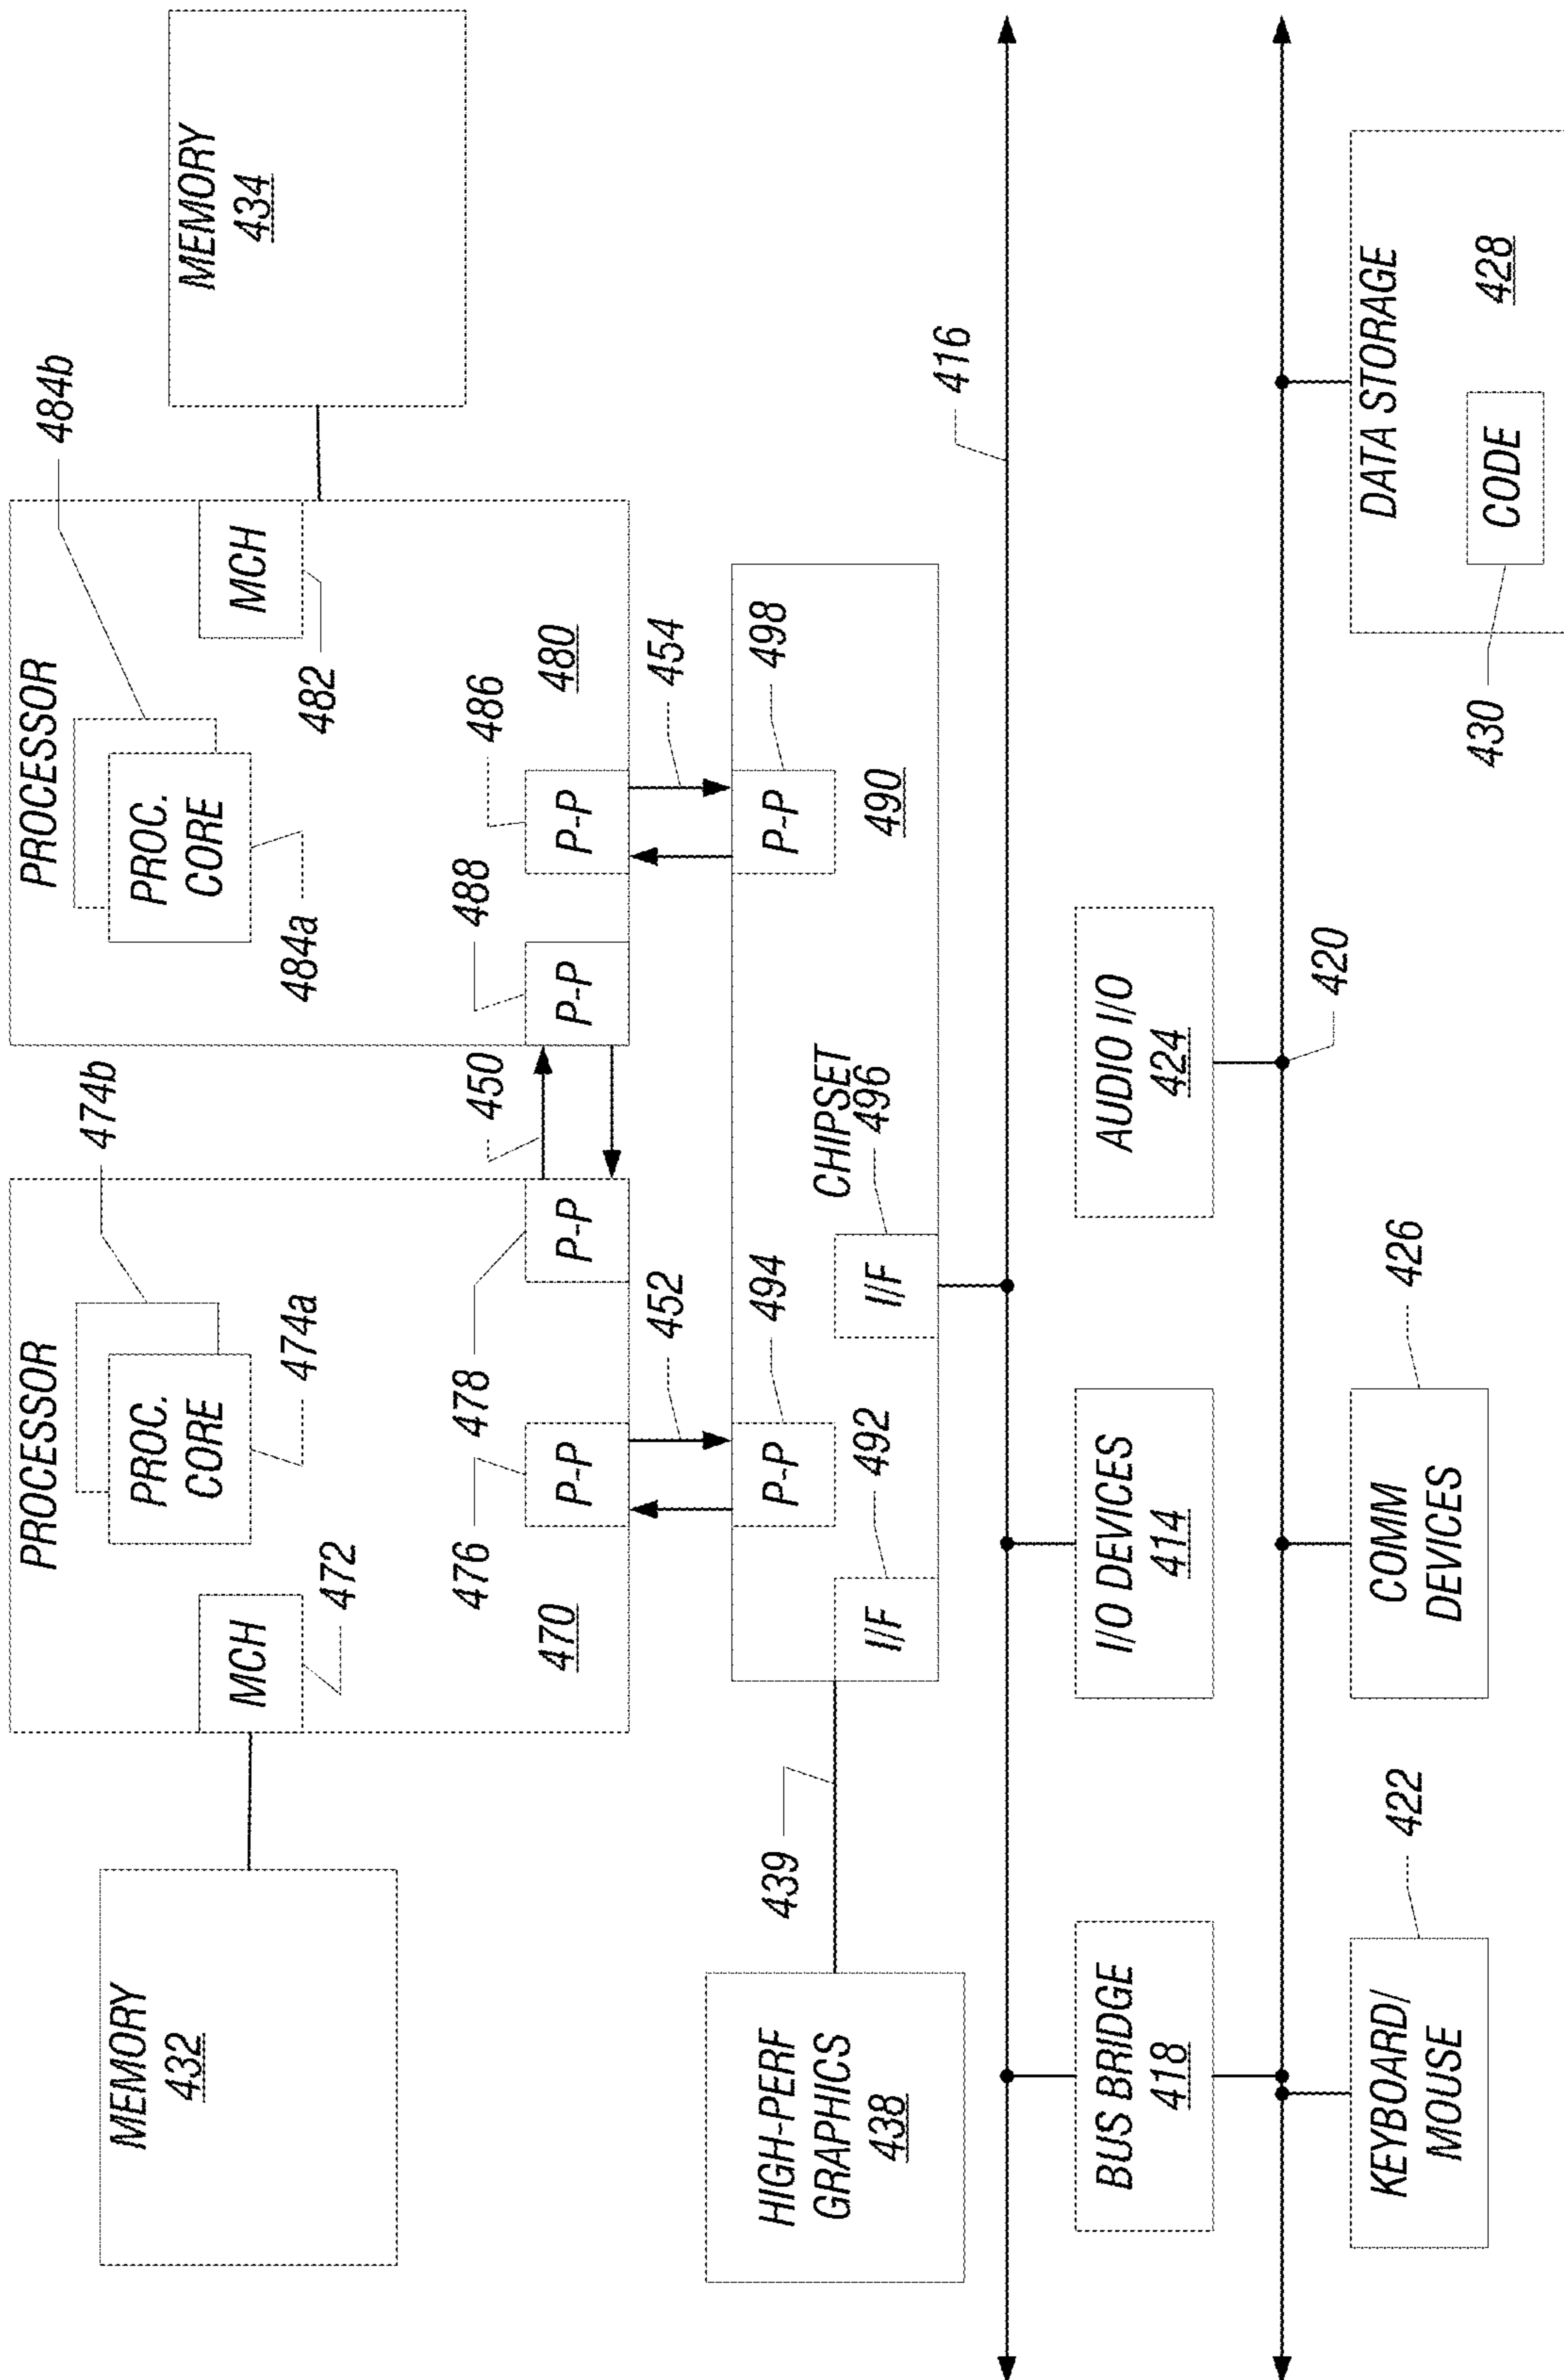 PROCESSOR
PROCESSOR
474b
484b
MEMORY
432
MEMORY
434
PROC.
CORE
474a
PROC.
CORE
484a
MCH
472
MCH
482
470
476
478
P-P
P-P
450
488
486
480
P-P
P-P
452
454
HIGH-PERF
GRAPHICS
438
439
494
P-P
498
P-P
490
CHIPSET
492
I/F
496
I/F
416
BUS BRIDGE
418
I/O DEVICES
414
AUDIO I/O
424
420
422
KEYBOARD/
MOUSE
426
COMM
DEVICES
DATA STORAGE
428
430
CODE